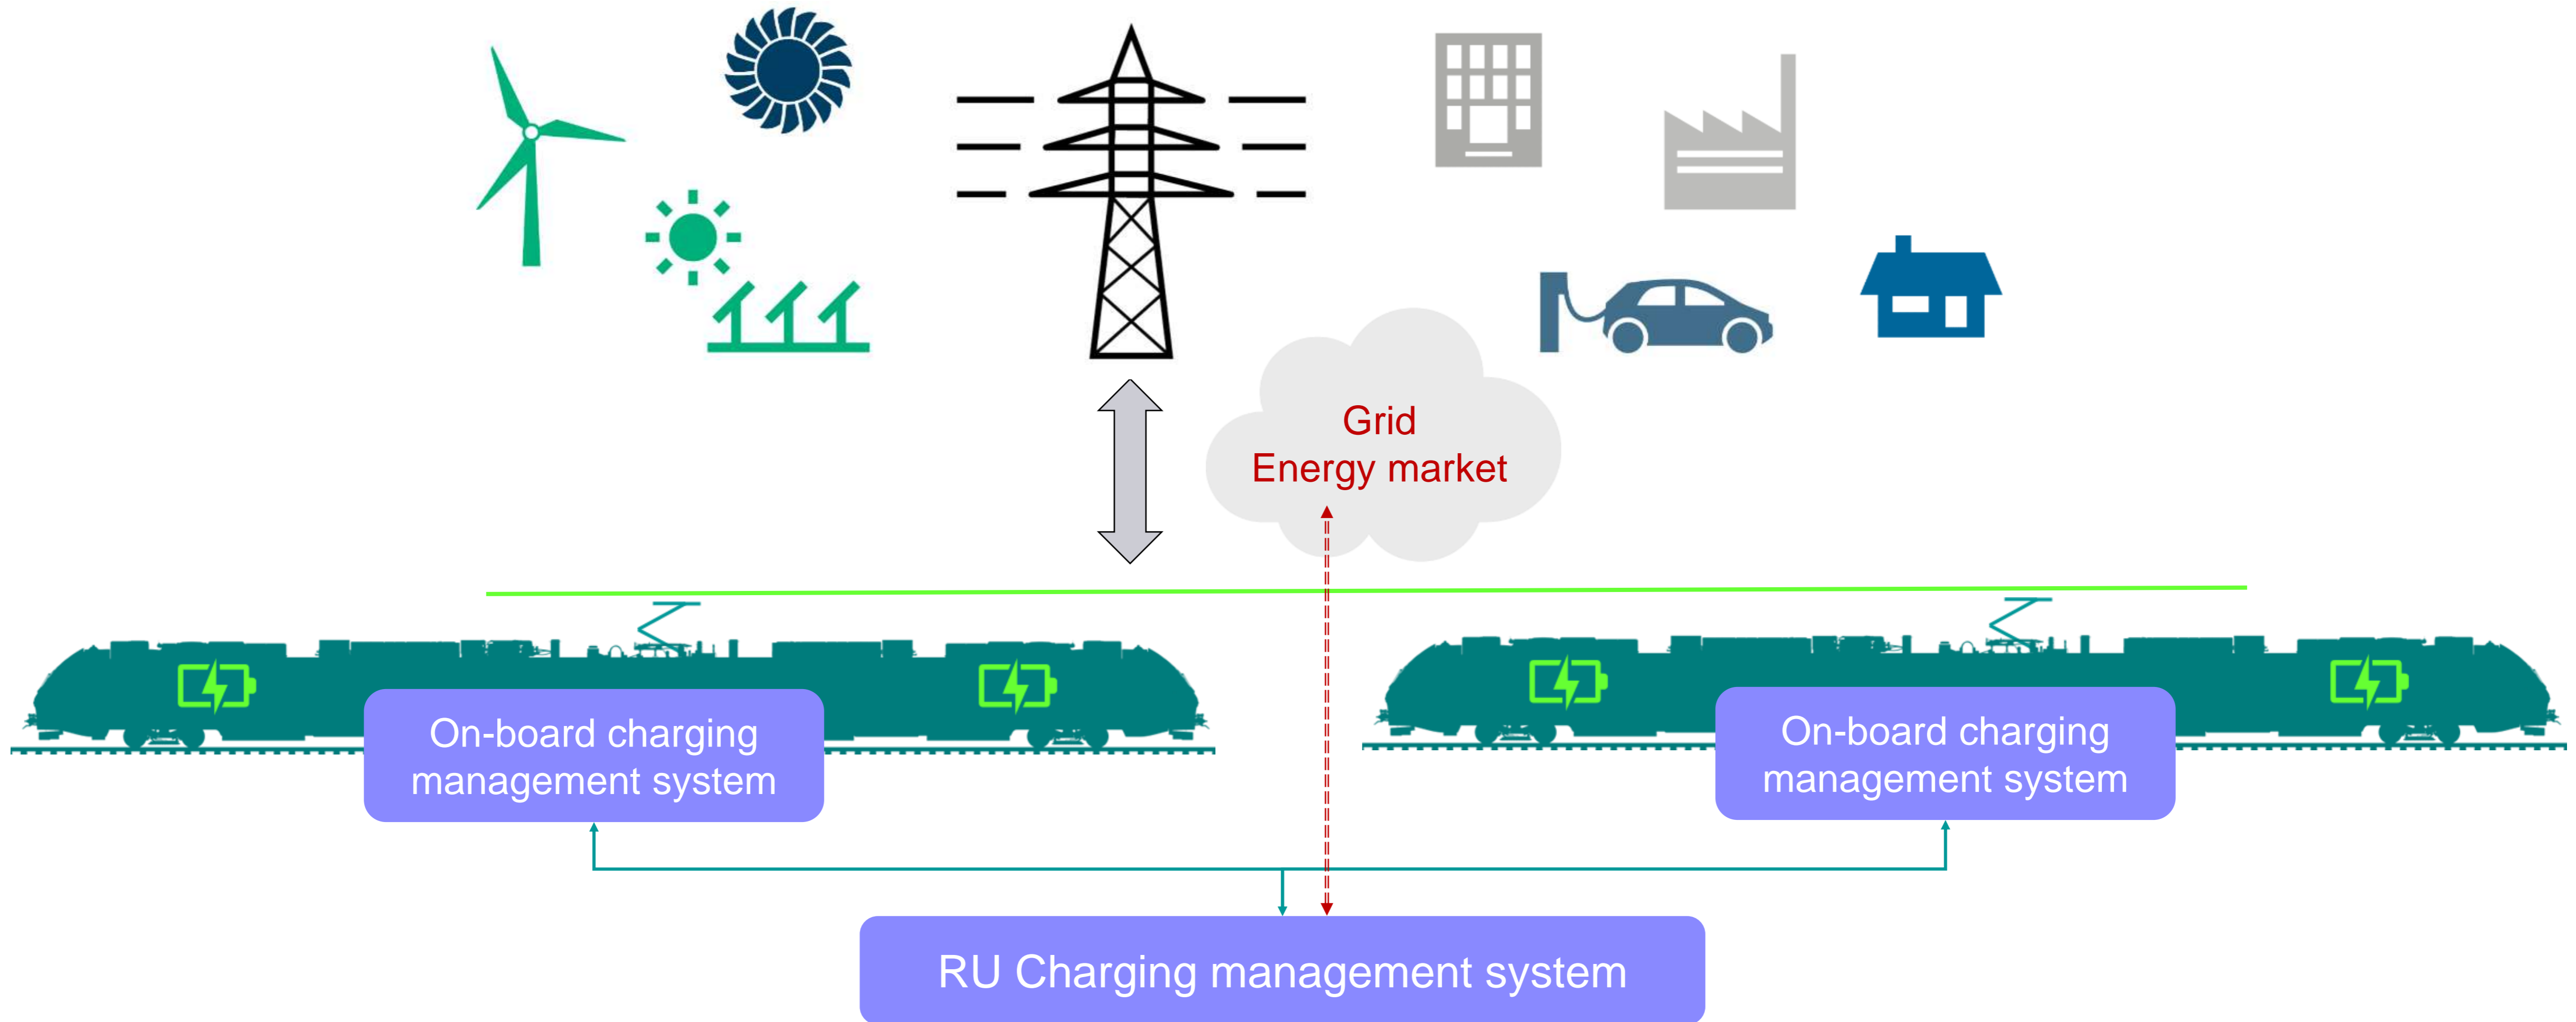 Grid
Energy market
On-board charging
management system
On-board charging
management system
RU Charging management system